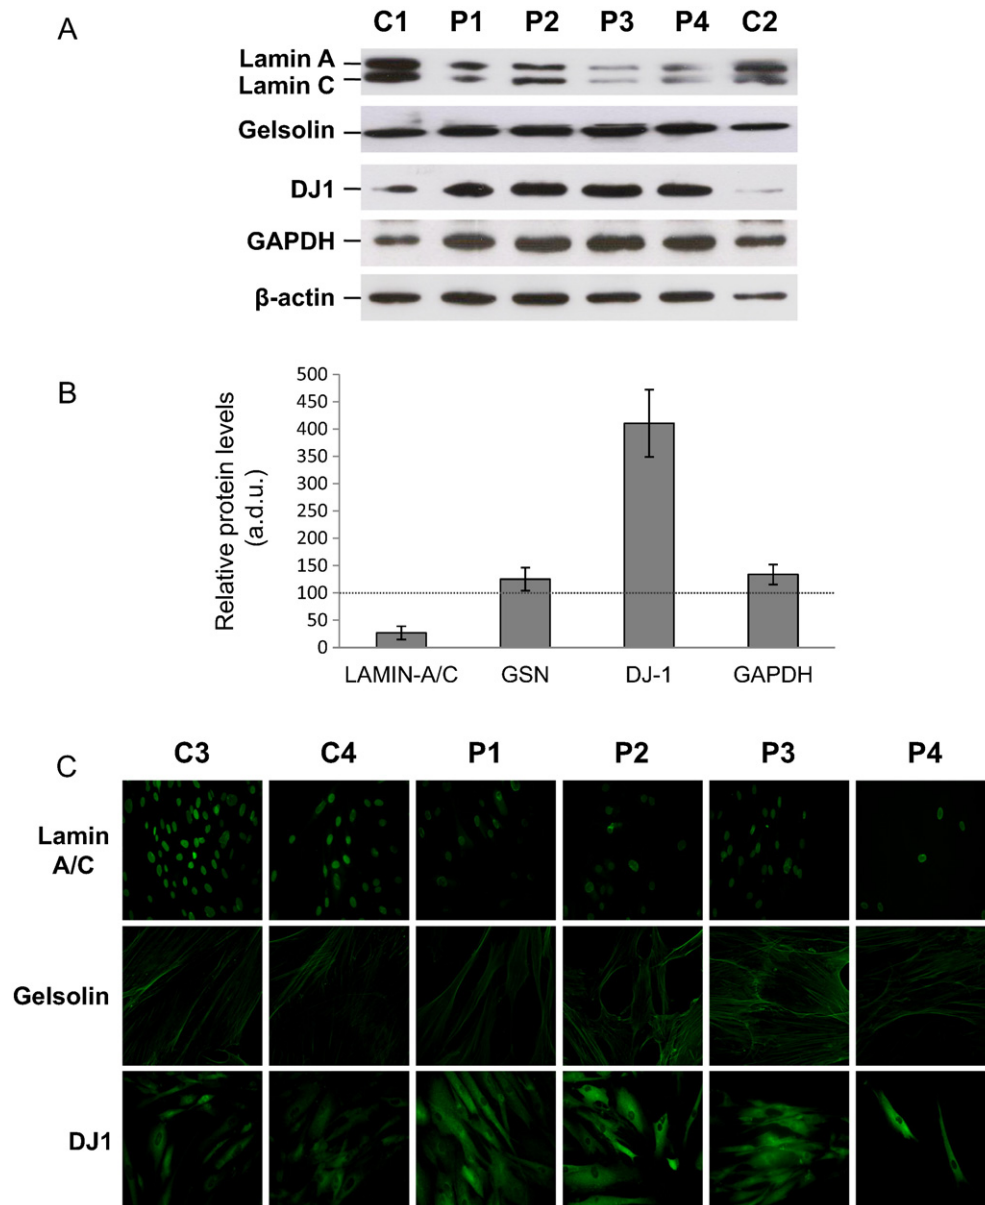 A
C1 P1 P2 P3 P4 C2
Lamin A
Lamin C
Gelsolin
DJ1
GAPDH
β-actin
B
Relative protein levels
(a.d.u.)
500
450
400
350
300
250
200
150
100
50
0
LAMIN-A/C GSN DJ-1 GAPDH
C
C3 C4 P1 P2 P3 P4
Lamin
A/C
Gelsolin
DJ1